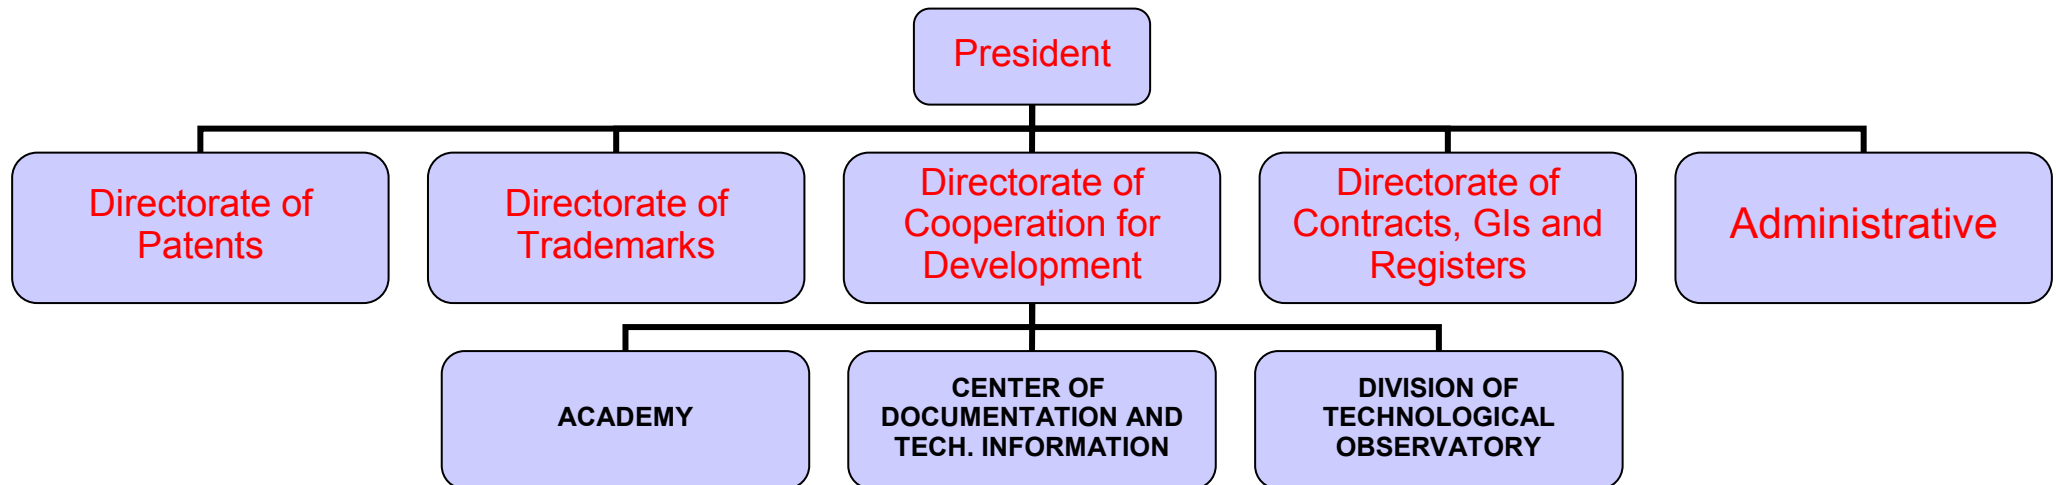 President
Directorate of
Patents
Directorate of
Trademarks
Directorate of
Cooperation for
Development
Directorate of
Contracts, GIs and
Registers
Administrative
ACADEMY
CENTER OF
DOCUMENTATION AND
TECH. INFORMATION
DIVISION OF
TECHNOLOGICAL
OBSERVATORY